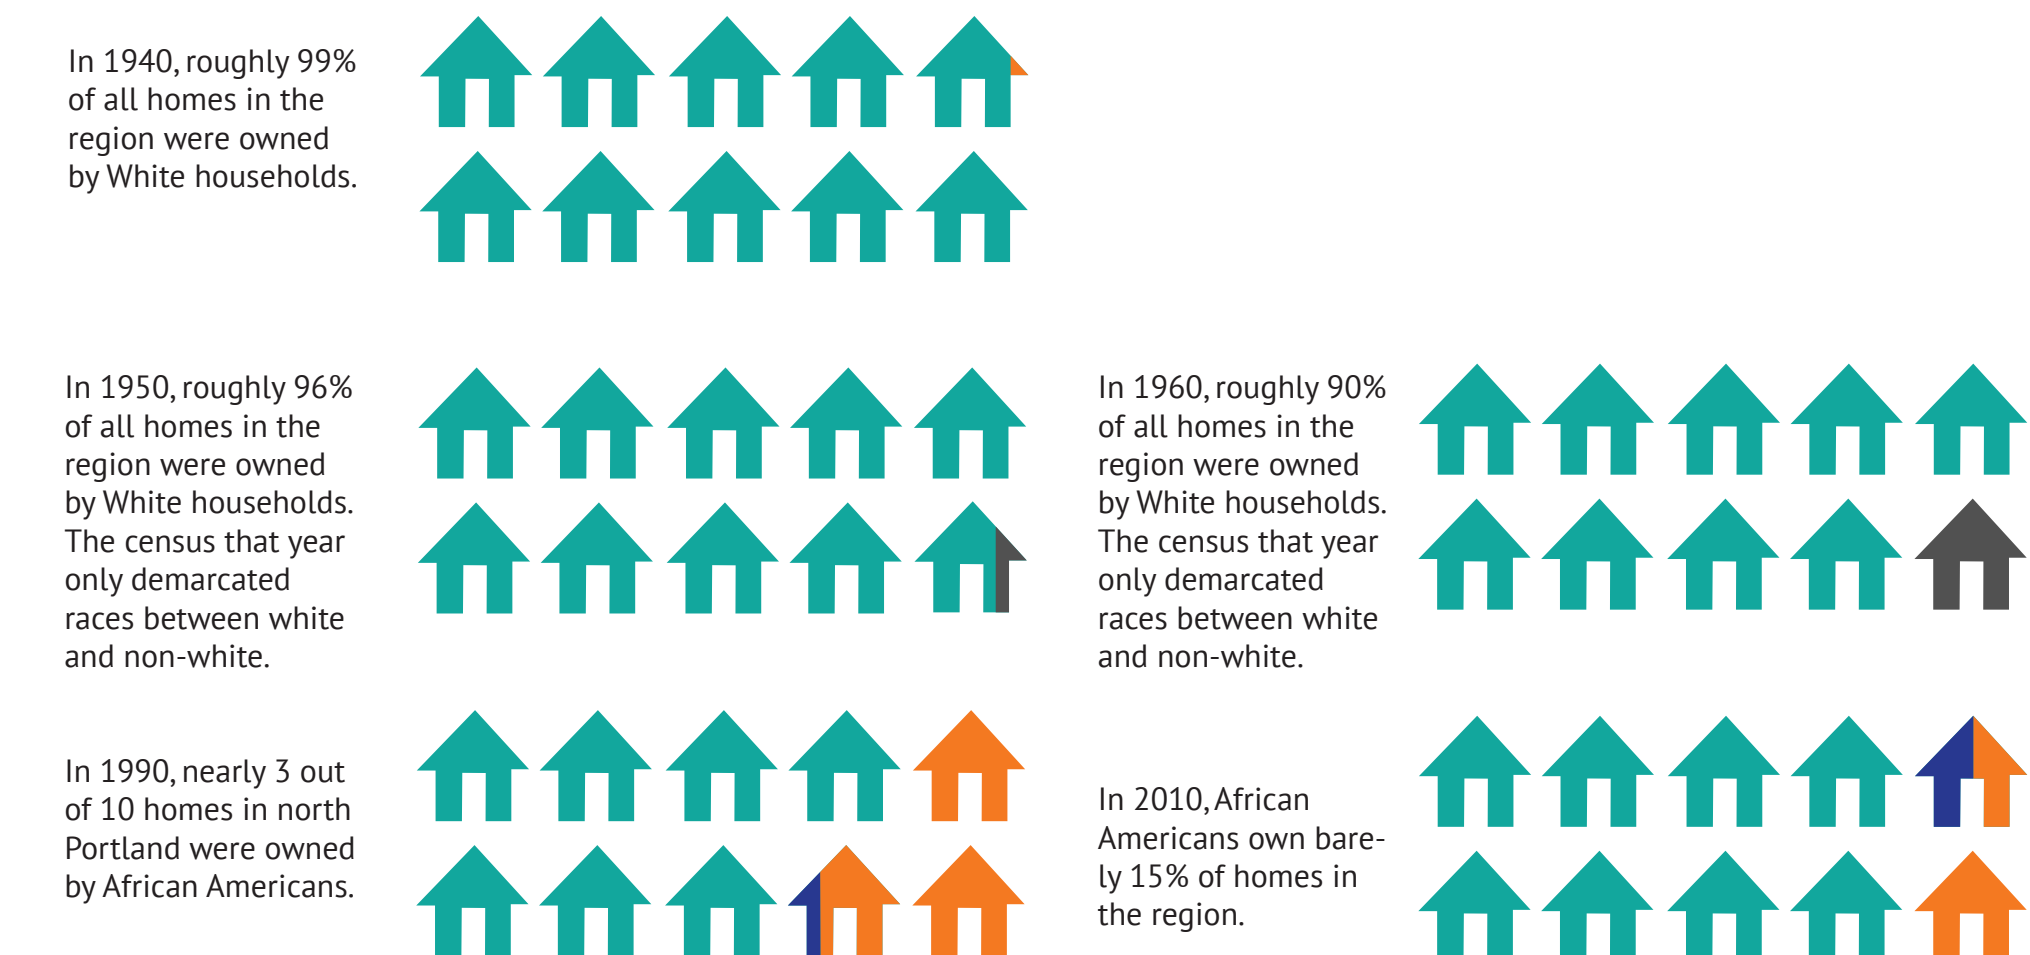 In 1940, roughly 99%
of all homes in the
region were owned
by White households.
In 1950, roughly 96%
of all homes in the
region were owned
by White households.
The census that year
only demarcated
races between white
and non-white.
In 1960, roughly 90%
of all homes in the
region were owned
by White households.
The census that year
only demarcated
races between white
and non-white.
In 1990, nearly 3 out
of 10 homes in north
Portland were owned
by African Americans.
In 2010, African
Americans own bare-
ly 15% of homes in
the region.